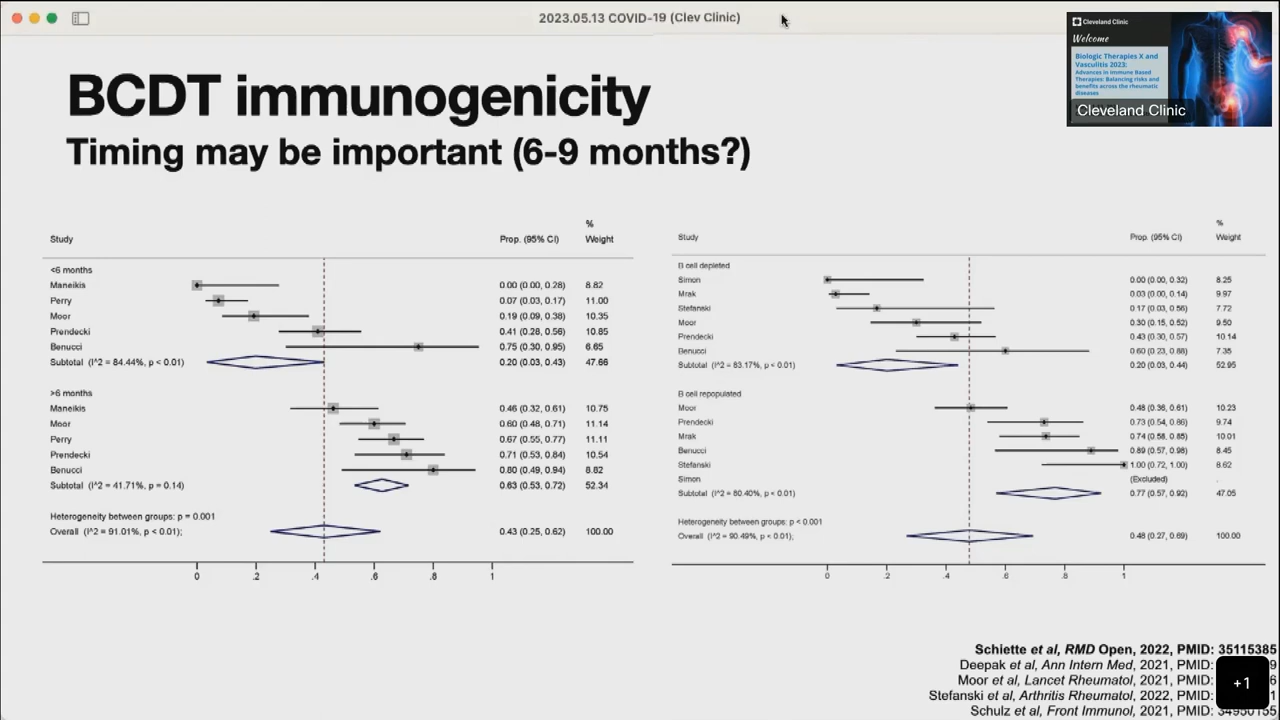 2023.05.13 COVID-19 (Clev Clinic)
Cleveland Clinic
Welcome
Biologic Therapies X and
Vasculitis 2023:
Advances in Immune Based
Therapies: Balancing risks and
benefits across the rheumatic
diseases
Cleveland Clinic
BCDT immunogenicity
Timing may be important (6-9 months?)
%
Study Prop. (95% CI) Weight
<6 months
Maneikis 0.00 (0.00, 0.28) 8.82
Perry 0.07 (0.03, 0.17) 11.00
Moor 0.19 (0.09, 0.38) 10.35
Prendecki 0.41 (0.28, 0.56) 10.85
Benucci 0.75 (0.30, 0.95) 6.65
Subtotal (I^2 = 84.44%, p < 0.01) 0.20 (0.03, 0.43) 47.66
>6 months
Maneikis 0.46 (0.32, 0.61) 10.75
Moor 0.60 (0.48, 0.71) 11.14
Perry 0.67 (0.55, 0.77) 11.11
Prendecki 0.71 (0.53, 0.84) 10.54
Benucci 0.80 (0.49, 0.94) 8.82
Subtotal (I^2 = 41.71%, p = 0.14) 0.63 (0.53, 0.72) 52.34
Heterogeneity between groups: p = 0.001
Overall (I^2 = 91.01%, p < 0.01); 0.43 (0.25, 0.62) 100.00
0 .2 .4 .6 .8 1
%
Study Prop. (95% CI) Weight
B cell depleted
Simon 0.00 (0.00, 0.32) 8.25
Mrak 0.03 (0.00, 0.14) 9.97
Stefanski 0.17 (0.03, 0.56) 7.72
Moor 0.30 (0.15, 0.52) 9.50
Prendecki 0.43 (0.30, 0.57) 10.14
Benucci 0.60 (0.23, 0.88) 7.35
Subtotal (I^2 = 83.17%, p < 0.01) 0.20 (0.03, 0.44) 52.95
B cell repopulated
Moor 0.48 (0.36, 0.61) 10.23
Prendecki 0.73 (0.54, 0.86) 9.74
Mrak 0.74 (0.58, 0.85) 10.01
Benucci 0.89 (0.57, 0.98) 8.45
Stefanski 1.00 (0.72, 1.00) 8.62
Simon (Excluded) .
Subtotal (I^2 = 80.40%, p < 0.01) 0.77 (0.57, 0.92) 47.05
Heterogeneity between groups: p < 0.001
Overall (I^2 = 90.49%, p < 0.01); 0.48 (0.27, 0.69) 100.00
0 .2 .4 .6 .8 1
Schiette et al, RMD Open, 2022, PMID: 35115385
Deepak et al, Ann Intern Med, 2021, PMID: 9
Moor et al, Lancet Rheumatol, 2021, PMID: 6
Stefanski et al, Arthritis Rheumatol, 2022, PMID: 1
Schulz et al, Front Immunol, 2021, PMID: 34950155
+1